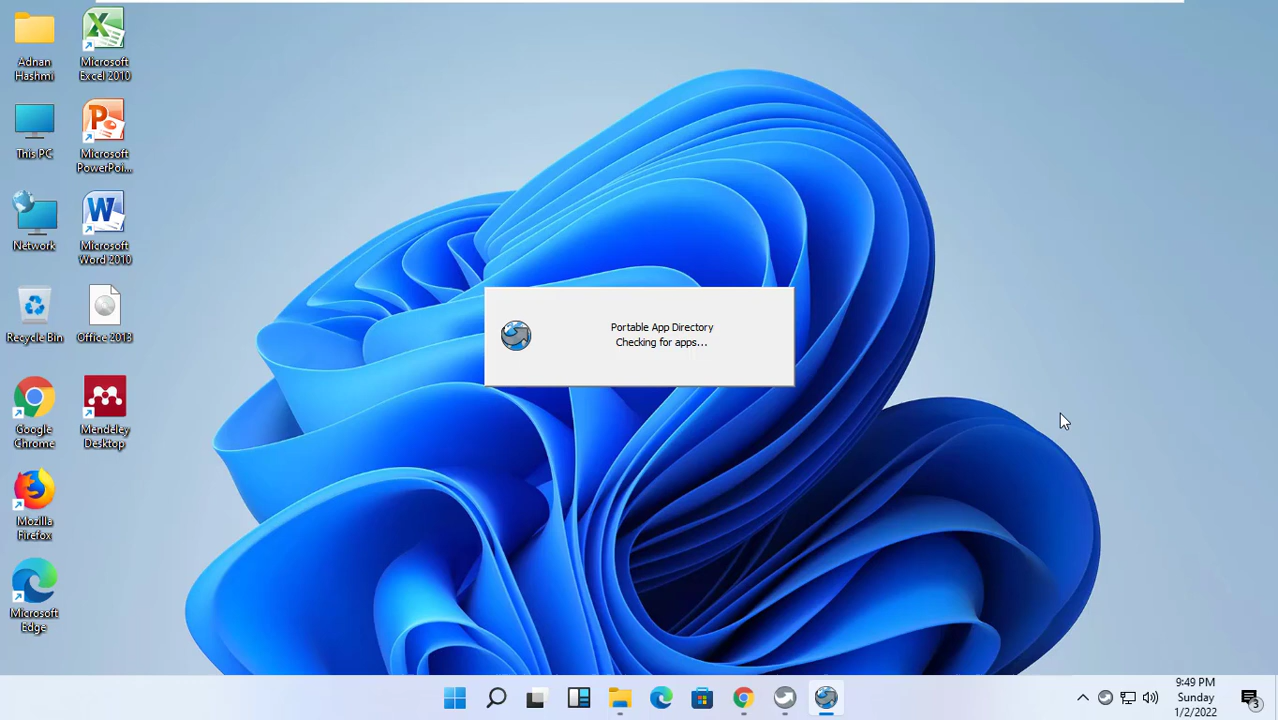 Adnan
Hashmi
Microsoft
Excel 2010
This PC
Microsoft
PowerPoi...
Network
Microsoft
Word 2010
Recycle Bin
Office 2013
Google
Chrome
Mendeley
Desktop
Mozilla
Firefox
Microsoft
Edge
Portable App Directory
Checking for apps...
9:49 PM
Sunday
1/2/2022
3